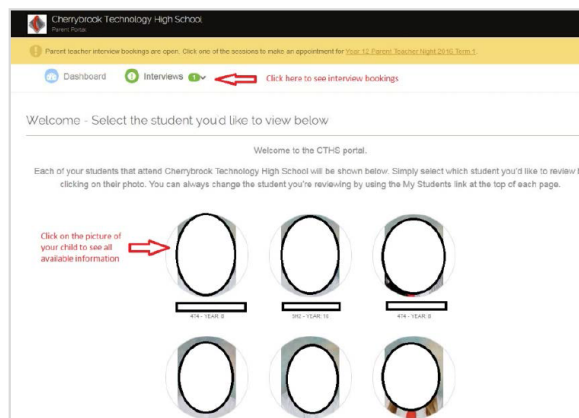 Cherrybrook Technology High School
Parent Portal
Parent teacher interview bookings are open. Click one of the sessions to make an appointment for Year 12 Parent Teacher Night 2016 Term 1.
Dashboard
Interviews 1
Click here to see interview bookings
Welcome - Select the student you'd like to view below
Welcome to the CTHS portal.
Each of your students that attend Cherrybrook Technology High School will be shown below. Simply select which student you'd like to review
clicking on their photo. You can always change the student you're reviewing by using the My Students link at the top of each page.
Click on the picture of
your child to see all
available information
474 - YEAR: 8
YEAR: 10
474 - YEAR: 8